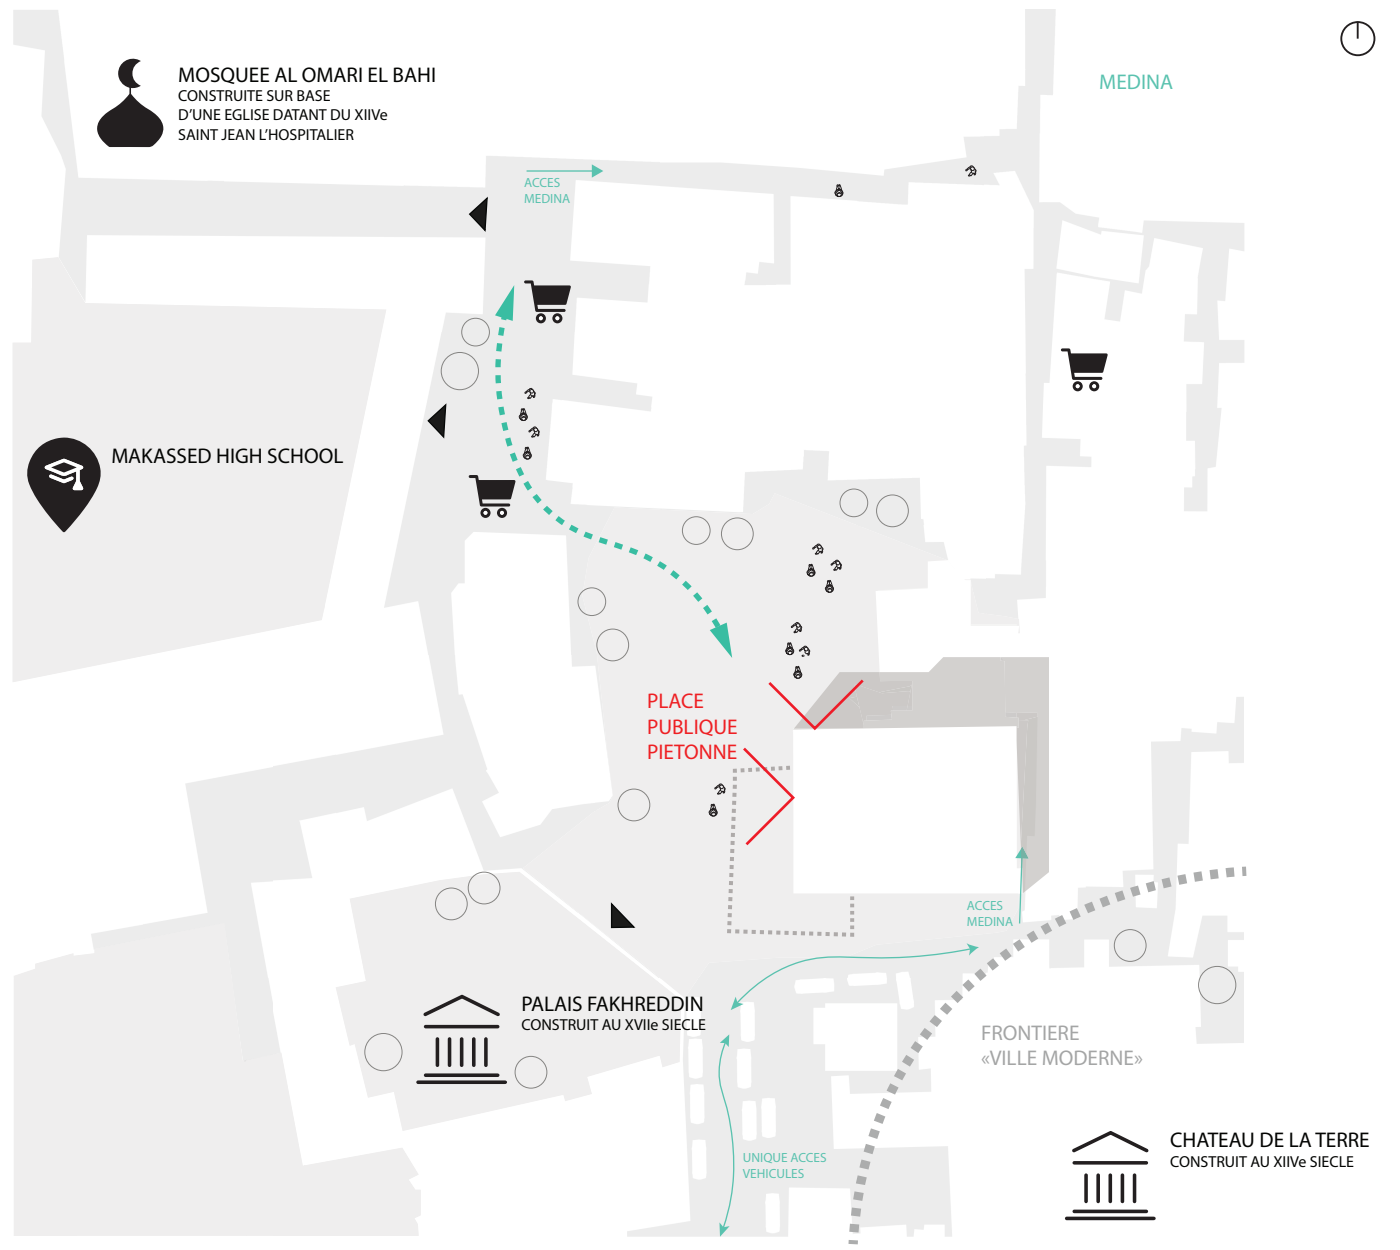 MOSQUEE AL OMARI EL BAHI
CONSTRUITE SUR BASE
D'UNE EGLISE DATANT DU XIIVe
SAINT JEAN L'HOSPITALIER
MEDINA
ACCES
MEDINA
MAKASSED HIGH SCHOOL
PLACE
PUBLIQUE
PIETONNE
ACCES
MEDINA
PALAIS FAKHREDDIN
CONSTRUIT AU XVIIe SIECLE
FRONTIERE
«VILLE MODERNE»
UNIQUE ACCES
VEHICULES
CHATEAU DE LA TERRE
CONSTRUIT AU XIIVe SIECLE